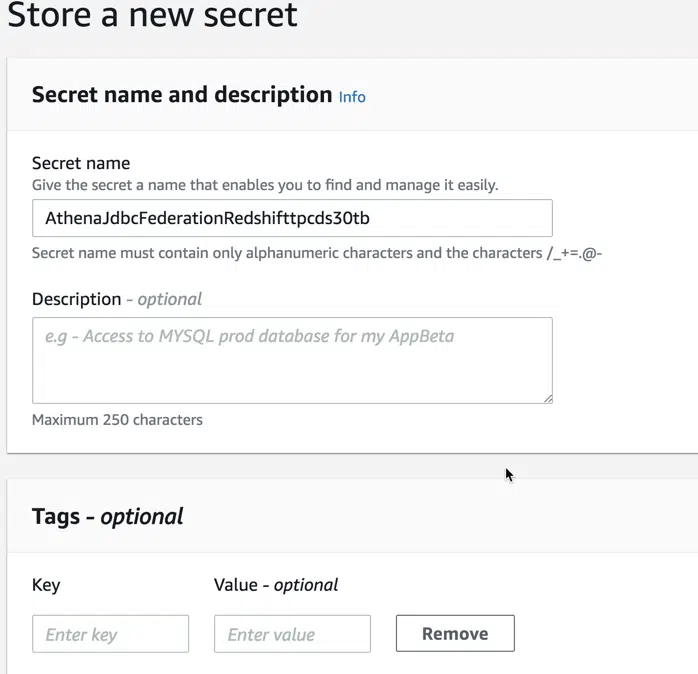 Store a new secret
Secret name and description Info
Secret name
Give the secret a name that enables you to find and manage it easily.
AthenaJdbcFederationRedshifttpcds30tb
Secret name must contain only alphanumeric characters and the characters /_+=.@-
Description - optional
e.g - Access to MYSQL prod database for my AppBeta
Maximum 250 characters
Tags - optional
Key Value - optional
Enter key Enter value Remove